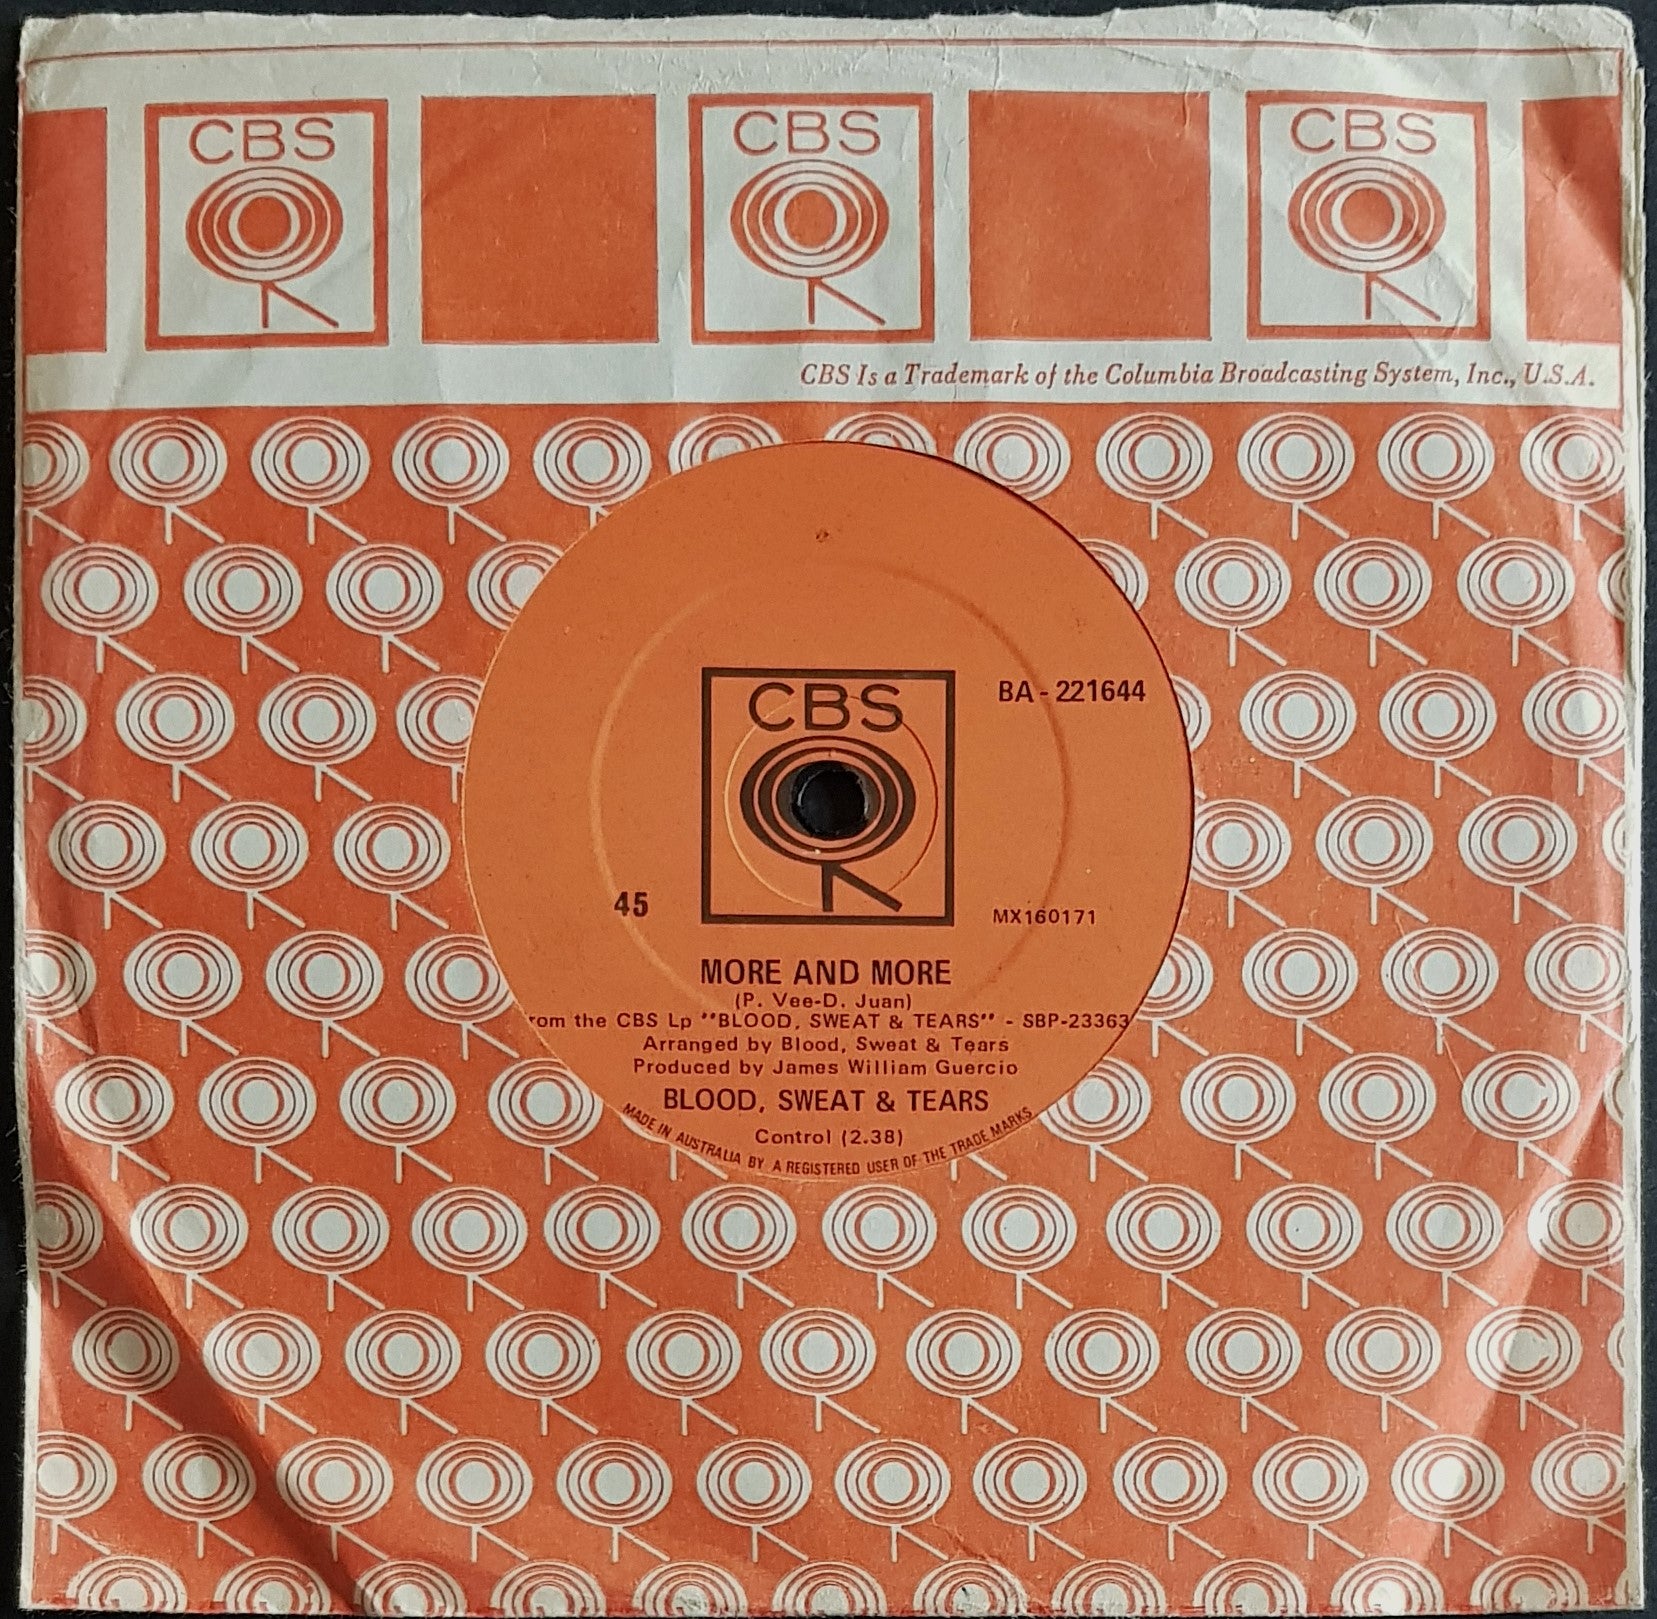 CBS CBS CBS
CBS Is a Trademark of the Columbia Broadcasting System, Inc., U.S.A.
CBS
BA-221644
45
MX160171
MORE AND MORE
(P. Vee-D. Juan)
rom the CBS Lp "BLOOD, SWEAT & TEARS" - SBP-23363
Arranged by Blood, Sweat & Tears
Produced by James William Guercio
BLOOD, SWEAT & TEARS
Control (2.38)
MADE IN AUSTRALIA BY A REGISTERED USER OF THE TRADE MARKS